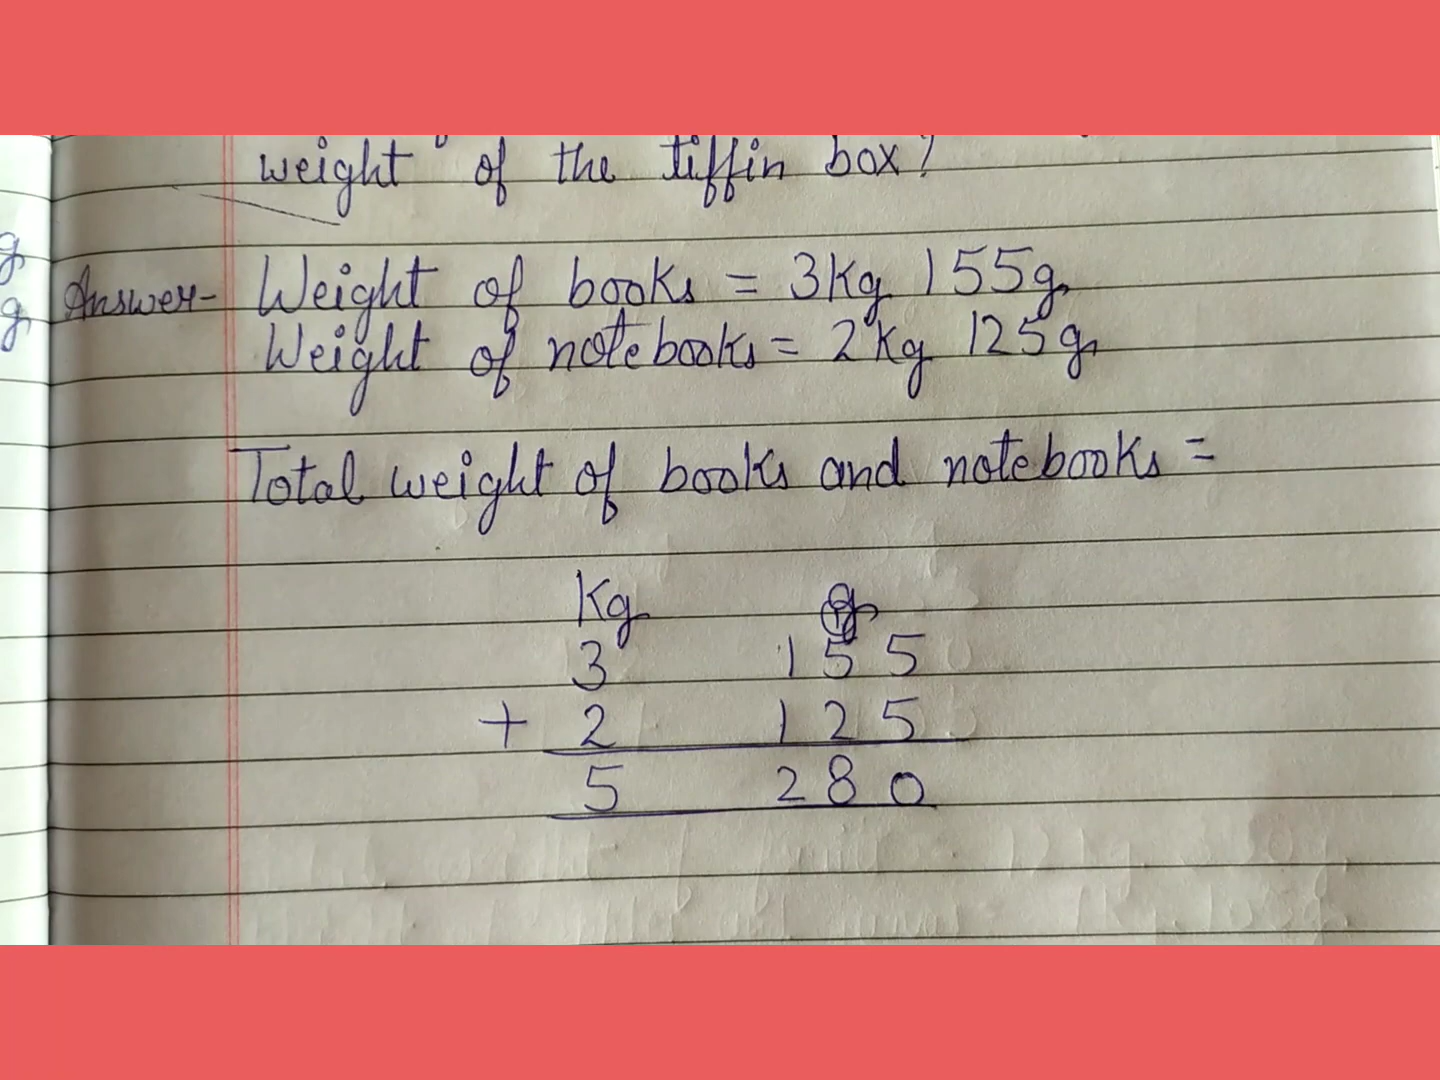 weight of the tiffin box?
Answer- Weight of books = 3Kg 155g
Weight of notebooks = 2Kg 125g
Total weight of books and notebooks =
Kg g
3 155
+ 2 125
5 280
g
g